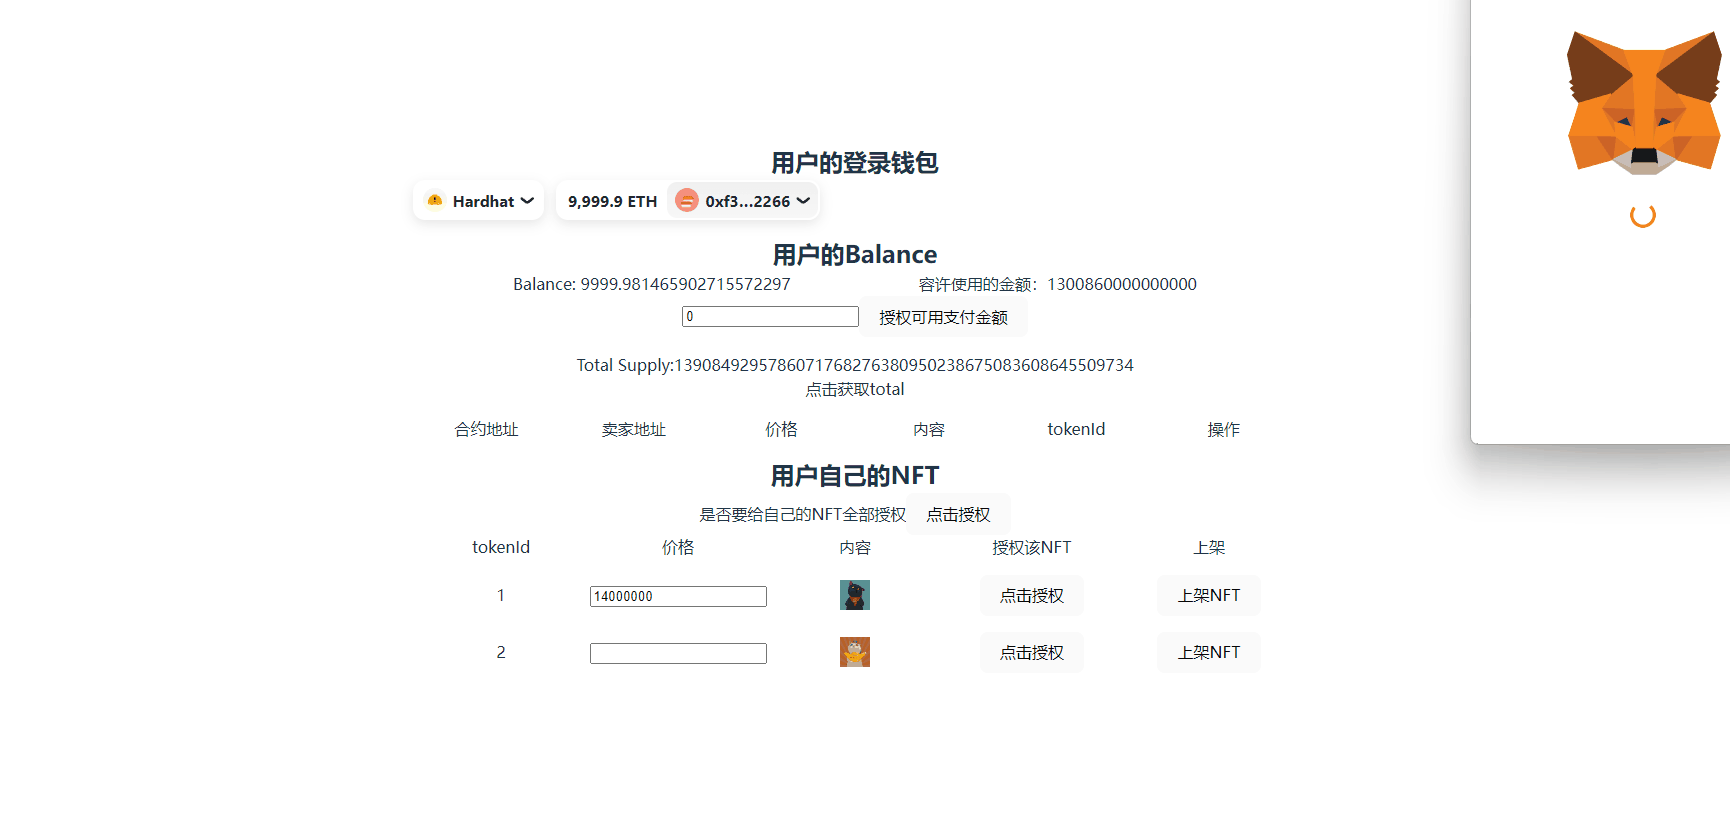 用户的登录钱包
Hardhat 9,999.9 ETH 0xf3...2266
用户的Balance
Balance: 9999.981465902715572297 容许使用的金额：1300860000000000
0 授权可用支付金额
Total Supply:1390849295786071768276380950238675083608645509734
点击获取total
合约地址 卖家地址 价格 内容 tokenId 操作
用户自己的NFT
是否要给自己的NFT全部授权 点击授权
tokenId 价格 内容 授权该NFT 上架
1 14000000 点击授权 上架NFT
2 点击授权 上架NFT